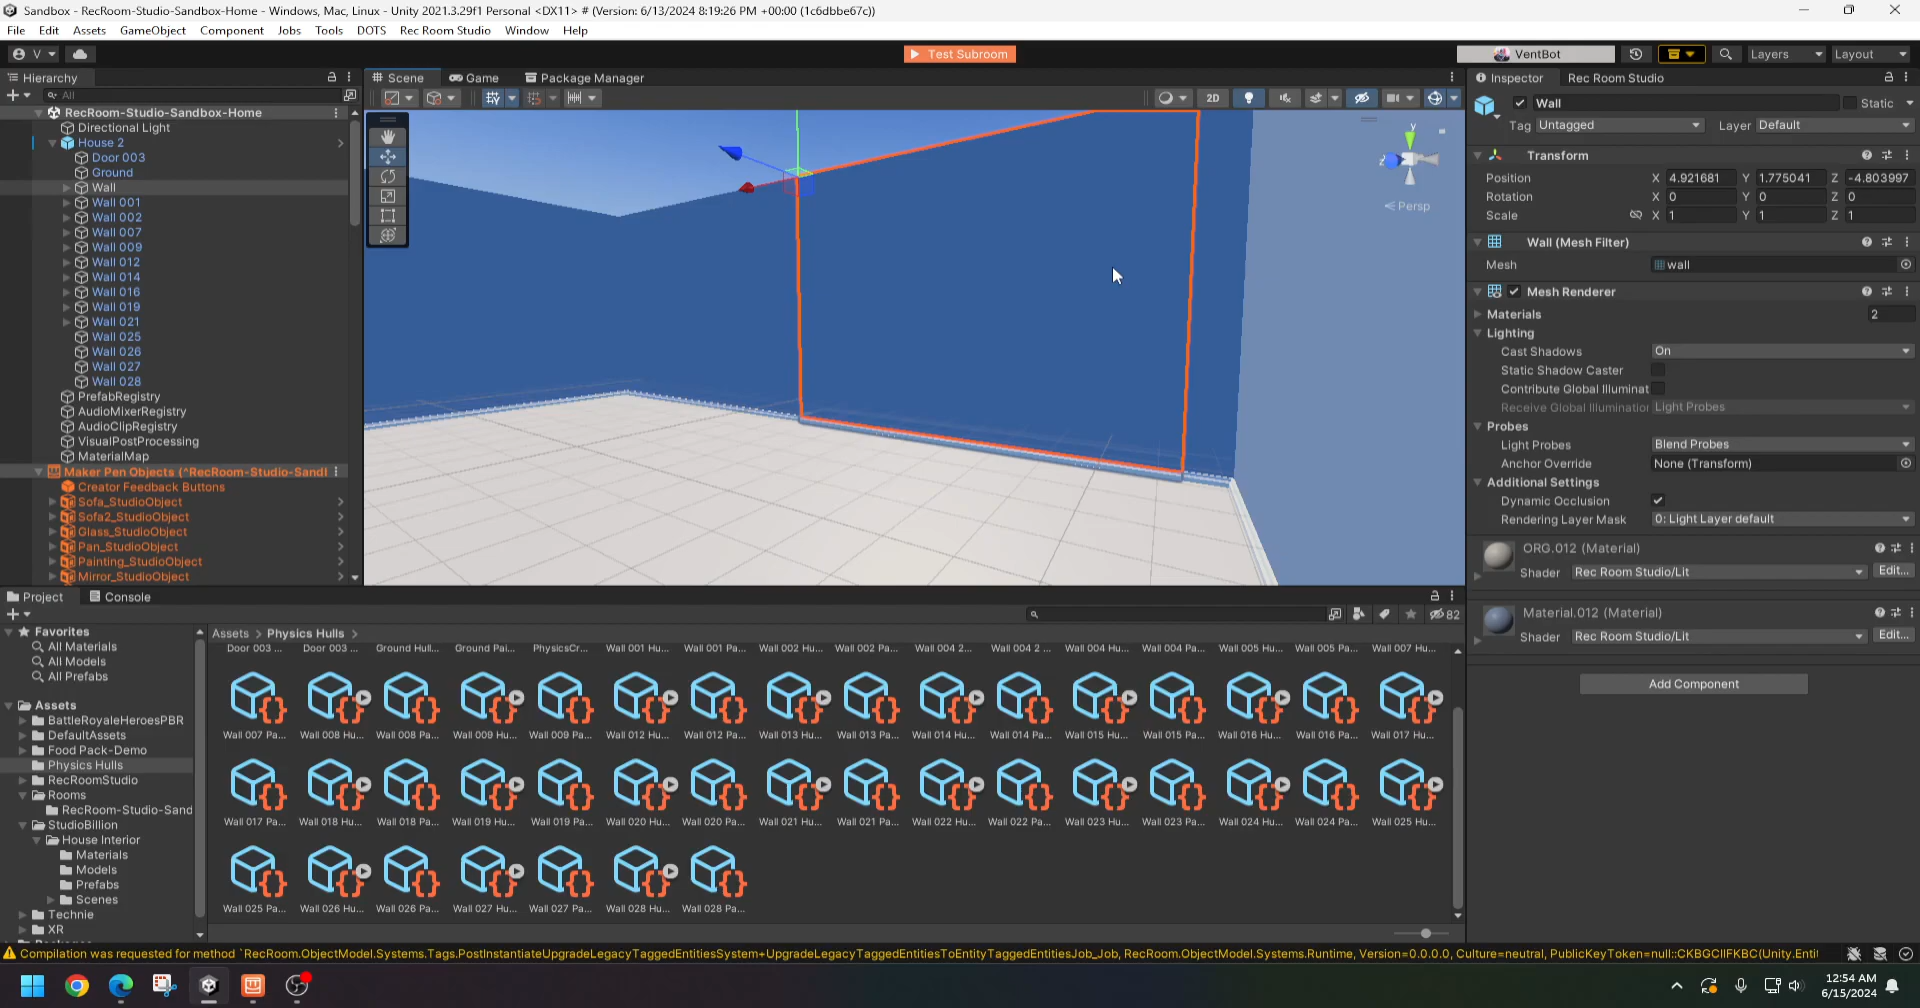 Sandbox - RecRoom-Studio-Sandbox-Home - Windows, Mac, Linux - Unity 2021.3.29f1 Personal <DX11> # (Version: 6/13/2024 8:19:26 PM +00:00 (1c6dbbe67c))
File Edit Assets GameObject Component Jobs Tools DOTS Rec Room Studio Window Help
V Test Subroom VentBot Layers Layout
Hierarchy Scene Game Package Manager Inspector Rec Room Studio
All 2D
RecRoom-Studio-Sandbox-Home
Directional Light
House 2
Door 003
Ground
Wall
Wall 001
Wall 002
Wall 007
Wall 009
Wall 012
Wall 014
Wall 016
Wall 019
Wall 021
Wall 025
Wall 026
Wall 027
Wall 028
PrefabRegistry
AudioMixerRegistry
AudioClipRegistry
VisualPostProcessing
MaterialMap
Maker Pen Objects (^RecRoom-Studio-Sandl
Creator Feedback Buttons
Sofa_StudioObject
Sofa2_StudioObject
Glass_StudioObject
Pan_StudioObject
Painting_StudioObject
Mirror_StudioObject
y
z
Persp
Wall Static
Tag Untagged Layer Default
Transform
Position X 4.921681 Y 1.775041 Z -4.803997
Rotation X 0 Y 0 Z 0
Scale X 1 Y 1 Z 1
Wall (Mesh Filter)
Mesh wall
Mesh Renderer
Materials 2
Lighting
Cast Shadows On
Static Shadow Caster
Contribute Global Illuminat
Receive Global Illumination Light Probes
Probes
Light Probes Blend Probes
Anchor Override None (Transform)
Additional Settings
Dynamic Occlusion
Rendering Layer Mask 0: Light Layer default
ORG.012 (Material)
Shader Rec Room Studio/Lit Edit...
Material.012 (Material)
Shader Rec Room Studio/Lit Edit...
Add Component
Project Console
82
Favorites
All Materials
All Models
All Prefabs
Assets
BattleRoyaleHeroesPBR
DefaultAssets
Food Pack-Demo
Physics Hulls
RecRoomStudio
Rooms
RecRoom-Studio-Sand
StudioBillion
House Interior
Materials
Models
Prefabs
Scenes
Technie
XR
Assets > Physics Hulls >
Door 003 ... Door 003 ... Ground Hull... Ground Pai... PhysicsCr... Wall 001 Hu... Wall 001 Pa... Wall 002 Hu... Wall 002 Pa... Wall 004 2 ... Wall 004 2 ... Wall 004 Hu... Wall 004 Pa... Wall 005 Hu... Wall 005 Pa... Wall 007 Hu...
Wall 007 Pa... Wall 008 Hu... Wall 008 Pa... Wall 009 Hu... Wall 009 Pa... Wall 012 Hu... Wall 012 Pa... Wall 013 Hu... Wall 013 Pa... Wall 014 Hu... Wall 014 Pa... Wall 015 Hu... Wall 015 Pa... Wall 016 Hu... Wall 016 Pa... Wall 017 Hu...
Wall 017 Pa... Wall 018 Hu... Wall 018 Pa... Wall 019 Hu... Wall 019 Pa... Wall 020 Hu... Wall 020 Pa... Wall 021 Hu... Wall 021 Pa... Wall 022 Hu... Wall 022 Pa... Wall 023 Hu... Wall 023 Pa... Wall 024 Hu... Wall 024 Pa... Wall 025 Hu...
Wall 025 Pa... Wall 026 Hu... Wall 026 Pa... Wall 027 Hu... Wall 027 Pa... Wall 028 Hu... Wall 028 Pa...
Compilation was requested for method `RecRoom.ObjectModel.Systems.Tags.PostInstantiateUpgradeLegacyTaggedEntitiesSystem+UpgradeLegacyTaggedEntitiesToEntityTaggedEntitiesJob_Job, RecRoom.ObjectModel.Systems.Runtime, Version=0.0.0.0, Culture=neutral, PublicKeyToken=null::CKBGCIIFKBC(Unity.Enti
12:54 AM
6/15/2024